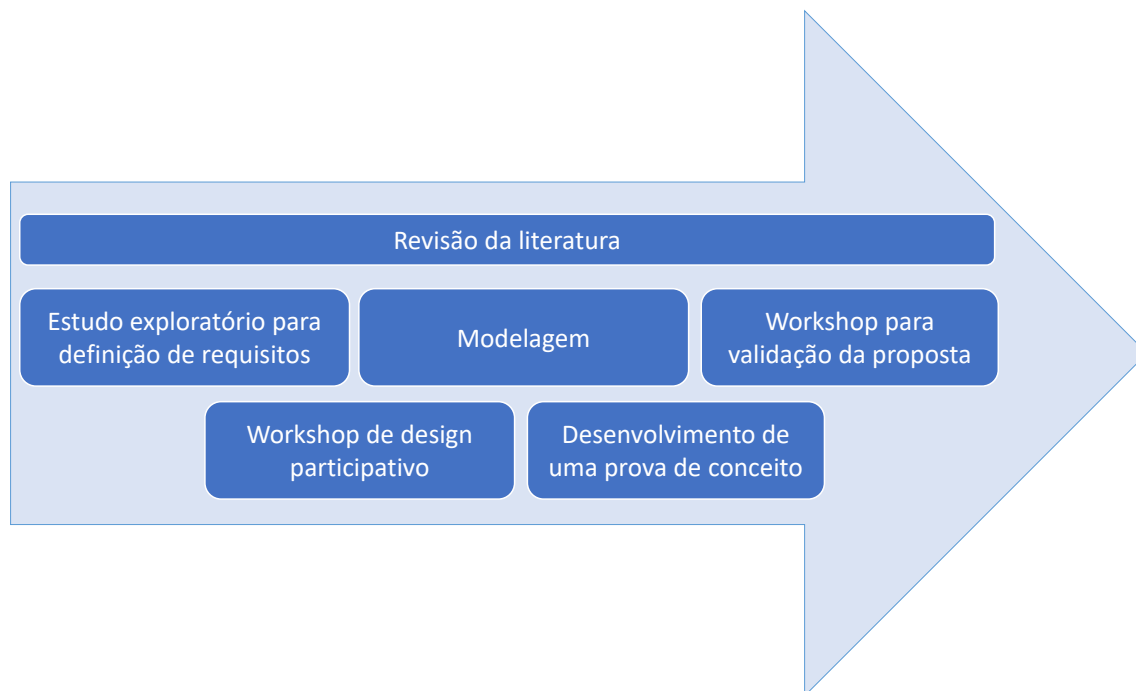 Revisão da literatura
Estudo exploratório para
definição de requisitos
Modelagem
Workshop para
validação da proposta
Workshop de design
participativo
Desenvolvimento de
uma prova de conceito